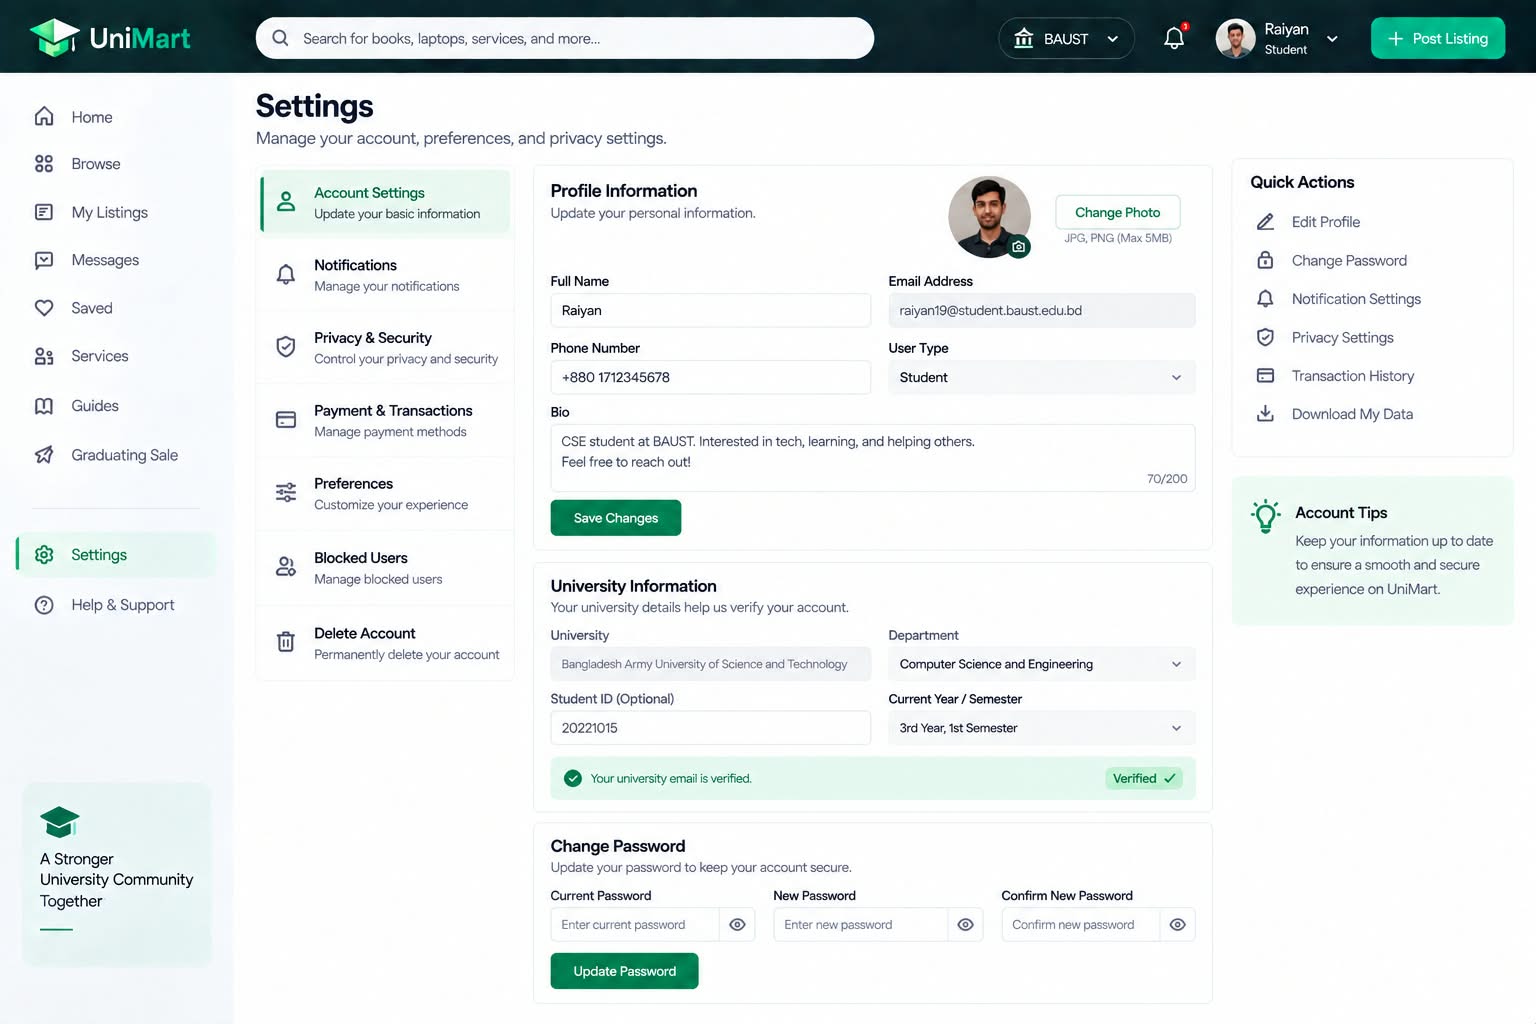 UniMart
Search for books, laptops, services, and more...
BAUST
1
Raiyan
Student
+ Post Listing
Home
Browse
My Listings
Messages
Saved
Services
Guides
Graduating Sale
Settings
Help & Support
A Stronger
University Community
Together
Settings
Manage your account, preferences, and privacy settings.
Account Settings
Update your basic information
Notifications
Manage your notifications
Privacy & Security
Control your privacy and security
Payment & Transactions
Manage payment methods
Preferences
Customize your experience
Blocked Users
Manage blocked users
Delete Account
Permanently delete your account
Profile Information
Update your personal information.
Change Photo
JPG, PNG (Max 5MB)
Full Name
Raiyan
Email Address
raiyan19@student.baust.edu.bd
Phone Number
+880 1712345678
User Type
Student
Bio
CSE student at BAUST. Interested in tech, learning, and helping others.
Feel free to reach out!
70/200
Save Changes
University Information
Your university details help us verify your account.
University
Bangladesh Army University of Science and Technology
Department
Computer Science and Engineering
Student ID (Optional)
20221015
Current Year / Semester
3rd Year, 1st Semester
Your university email is verified.
Verified
Change Password
Update your password to keep your account secure.
Current Password
Enter current password
New Password
Enter new password
Confirm New Password
Confirm new password
Update Password
Quick Actions
Edit Profile
Change Password
Notification Settings
Privacy Settings
Transaction History
Download My Data
Account Tips
Keep your information up to date
to ensure a smooth and secure
experience on UniMart.